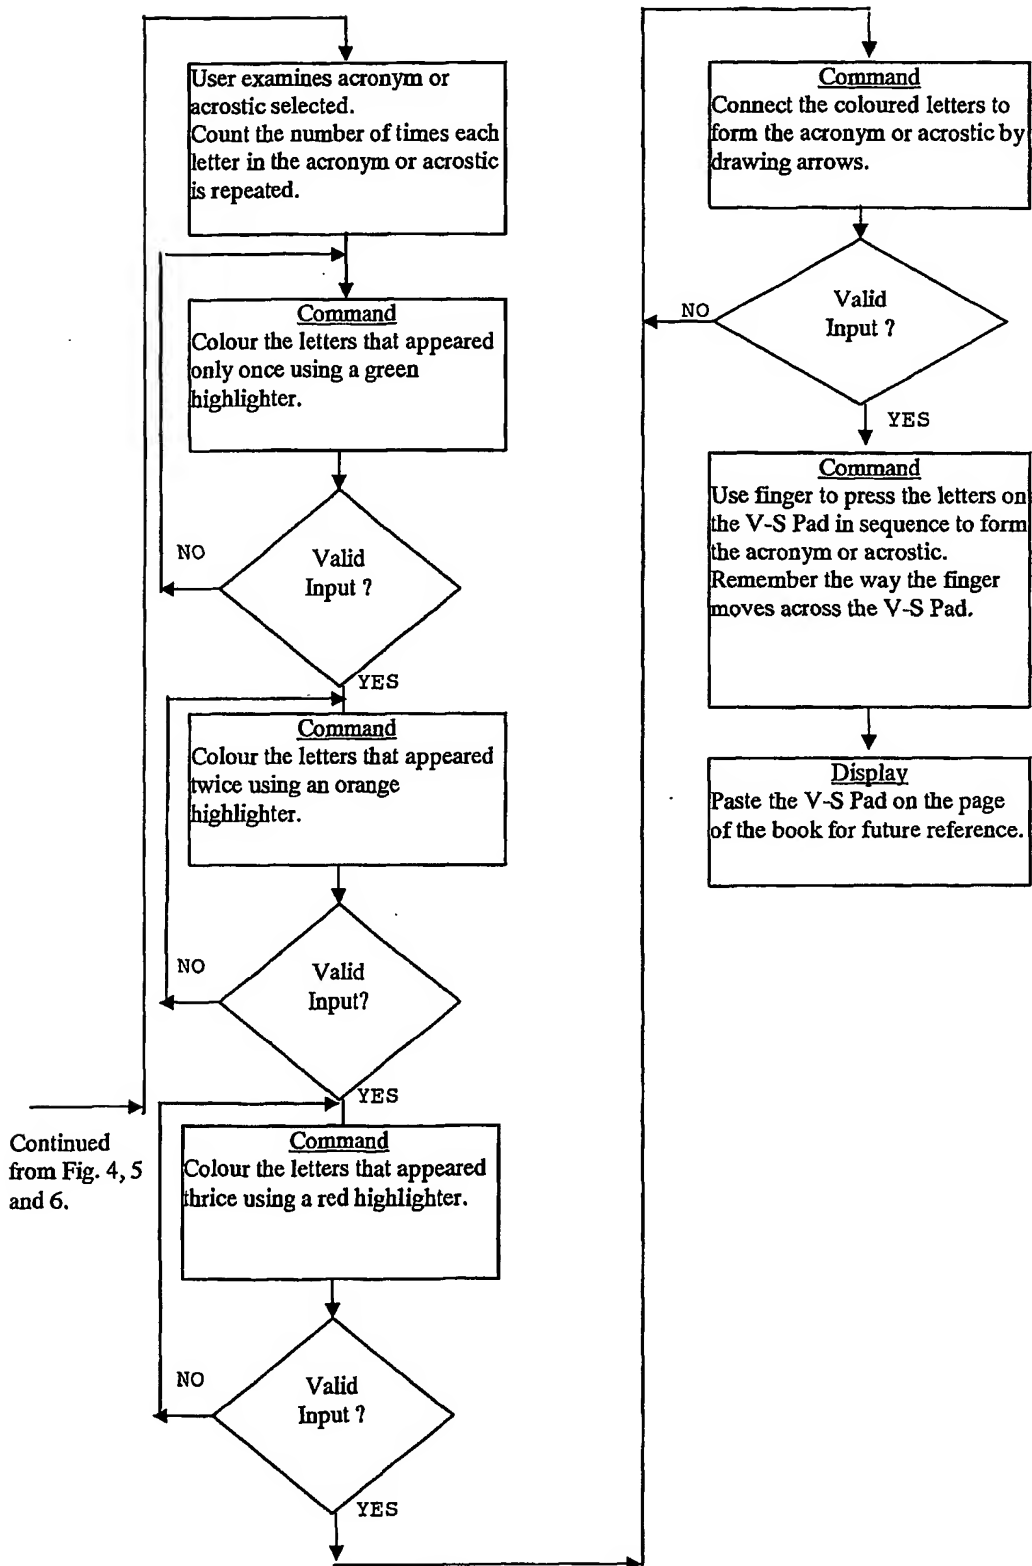 User examines acronym or
acrostic selected.
Count the number of times each
letter in the acronym or acrostic
is repeated.
Command
Colour the letters that appeared
only once using a green
highlighter.
NO
Valid
Input ?
YES
Command
Colour the letters that appeared
twice using an orange
highlighter.
NO
Valid
Input?
YES
Continued
from Fig. 4, 5
and 6.
Command
Colour the letters that appeared
thrice using a red highlighter.
NO
Valid
Input ?
YES
Command
Connect the coloured letters to
form the acronym or acrostic by
drawing arrows.
NO
Valid
Input ?
YES
Command
Use finger to press the letters on
the V-S Pad in sequence to form
the acronym or acrostic.
Remember the way the finger
moves across the V-S Pad.
Display
Paste the V-S Pad on the page
of the book for future reference.